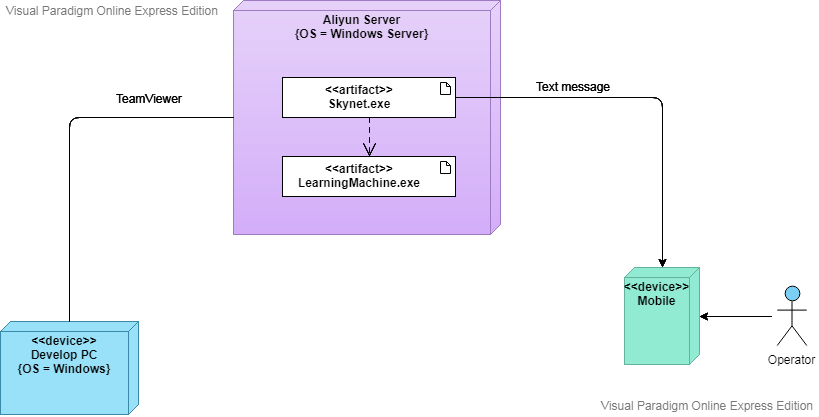 Visual Paradigm Online Express Edition
Aliyun Server
{OS = Windows Server}
<<artifact>>
Skynet.exe
Text message
TeamViewer
<<artifact>>
LearningMachine.exe
<<device>>
Mobile
<<device>>
Develop PC
{OS = Windows}
Operator
Visual Paradigm Online Express Edition